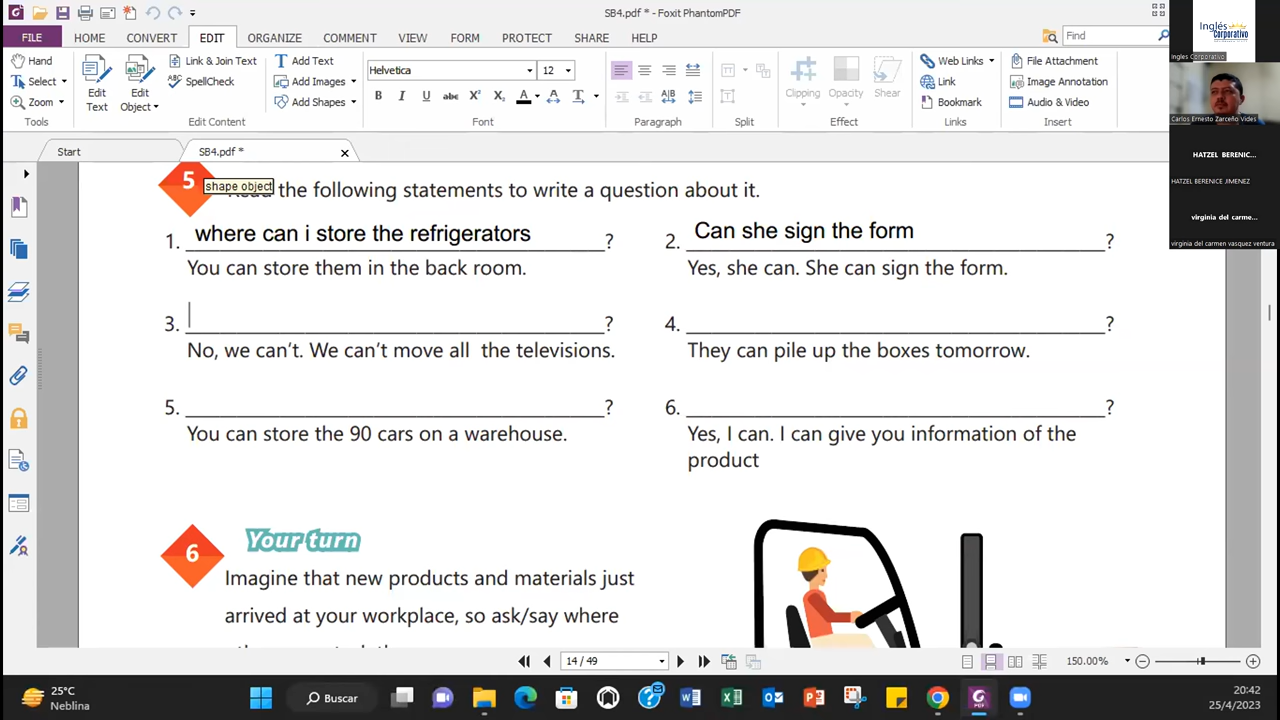 SB4.pdf * - Foxit PhantomPDF
FILE HOME CONVERT EDIT ORGANIZE COMMENT VIEW FORM PROTECT SHARE HELP Find
Hand Link & Join Text Add Text Helvetica 12 Web Links File Attachment
Select SpellCheck Add Images Link Image Annotation
Zoom Edit Text Edit Object Add Shapes B I U abc X² X₂ A Clipping Opacity Shear Bookmark Audio & Video
Tools Edit Content Font Paragraph Split Effect Links Insert
Start SB4.pdf *
Inglés Corporativo
Ingles Corporativo
Carlos Ernesto Zarceño Vides
HATZEL BERENIC...
HATZEL BERENICE JIMENEZ
virginia del carme...
virginia del carmen vasquez ventura
5 shape object the following statements to write a question about it.
1. where can i store the refrigerators ?
You can store them in the back room.
2. Can she sign the form ?
Yes, she can. She can sign the form.
3. ?
No, we can't. We can't move all the televisions.
4. ?
They can pile up the boxes tomorrow.
5. ?
You can store the 90 cars on a warehouse.
6. ?
Yes, I can. I can give you information of the
product
6 Your turn
Imagine that new products and materials just
arrived at your workplace, so ask/say where
14 / 49 150.00%
25°C
Neblina
Buscar
20:42
25/4/2023